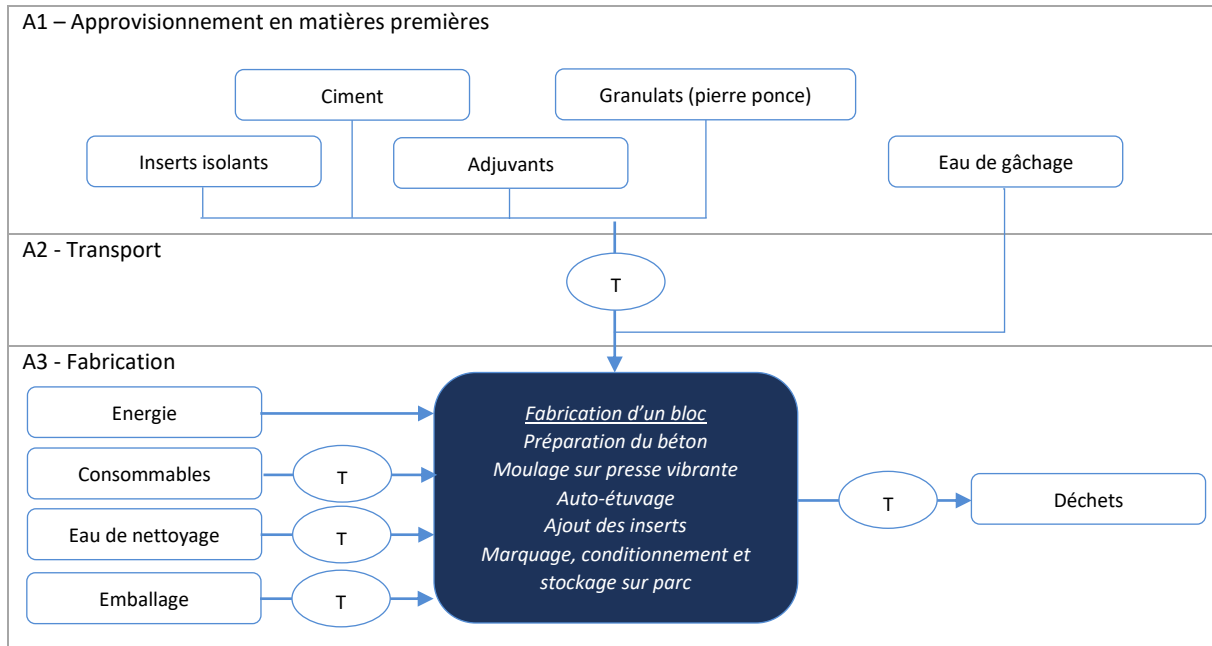 A1 – Approvisionnement en matières premières
Ciment
Granulats (pierre ponce)
Inserts isolants
Adjuvants
Eau de gâchage
A2 - Transport
T
A3 - Fabrication
Energie
Consommables
T
Eau de nettoyage
T
Emballage
T
Fabrication d’un bloc
Préparation du béton
Moulage sur presse vibrante
Auto-étuvage
Ajout des inserts
Marquage, conditionnement et
stockage sur parc
T
Déchets